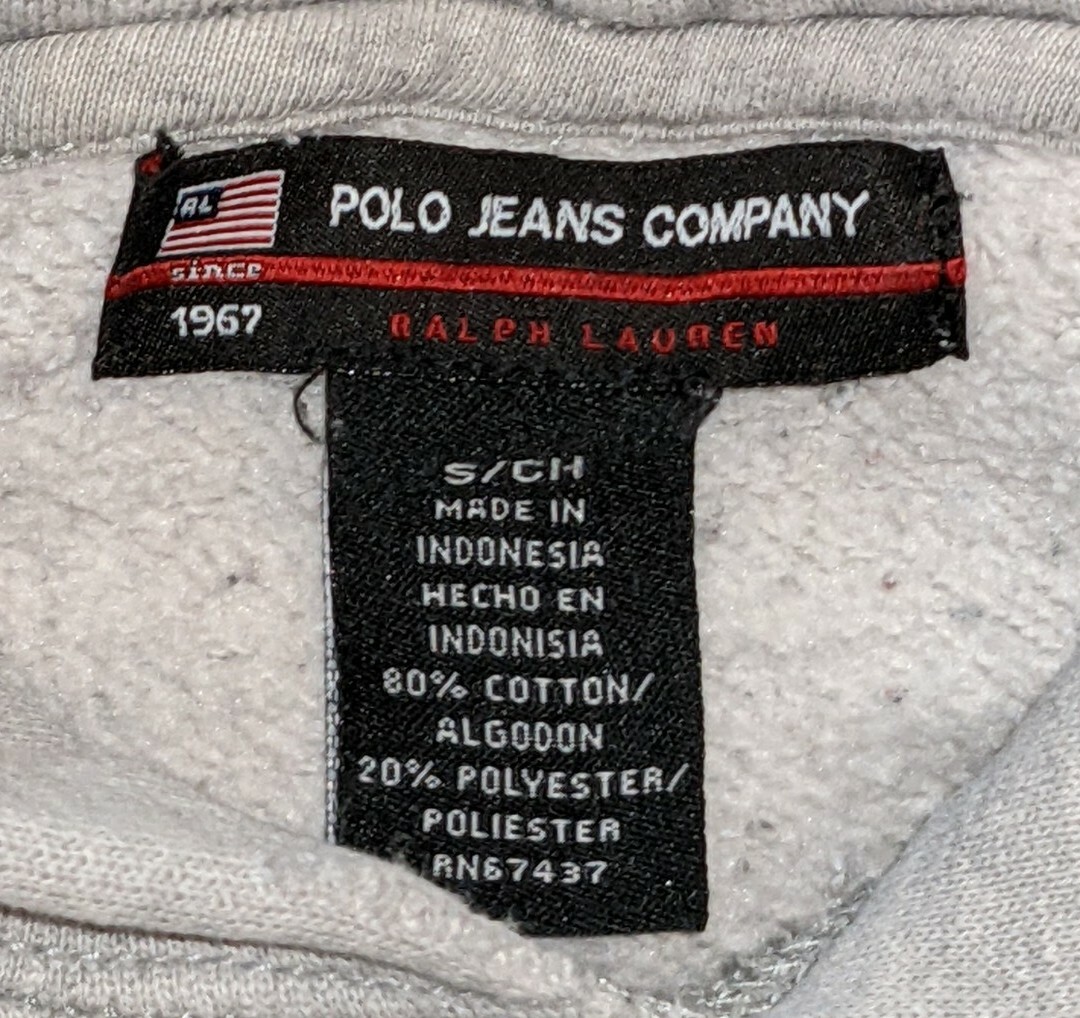 RL
POLO JEANS COMPANY
since
1967
RALPH LAUREN
S/CH
MADE IN
INDONESIA
HECHO EN
INDONISIA
80% COTTON/
ALGODON
20% POLYESTER/
POLIESTER
RN67437